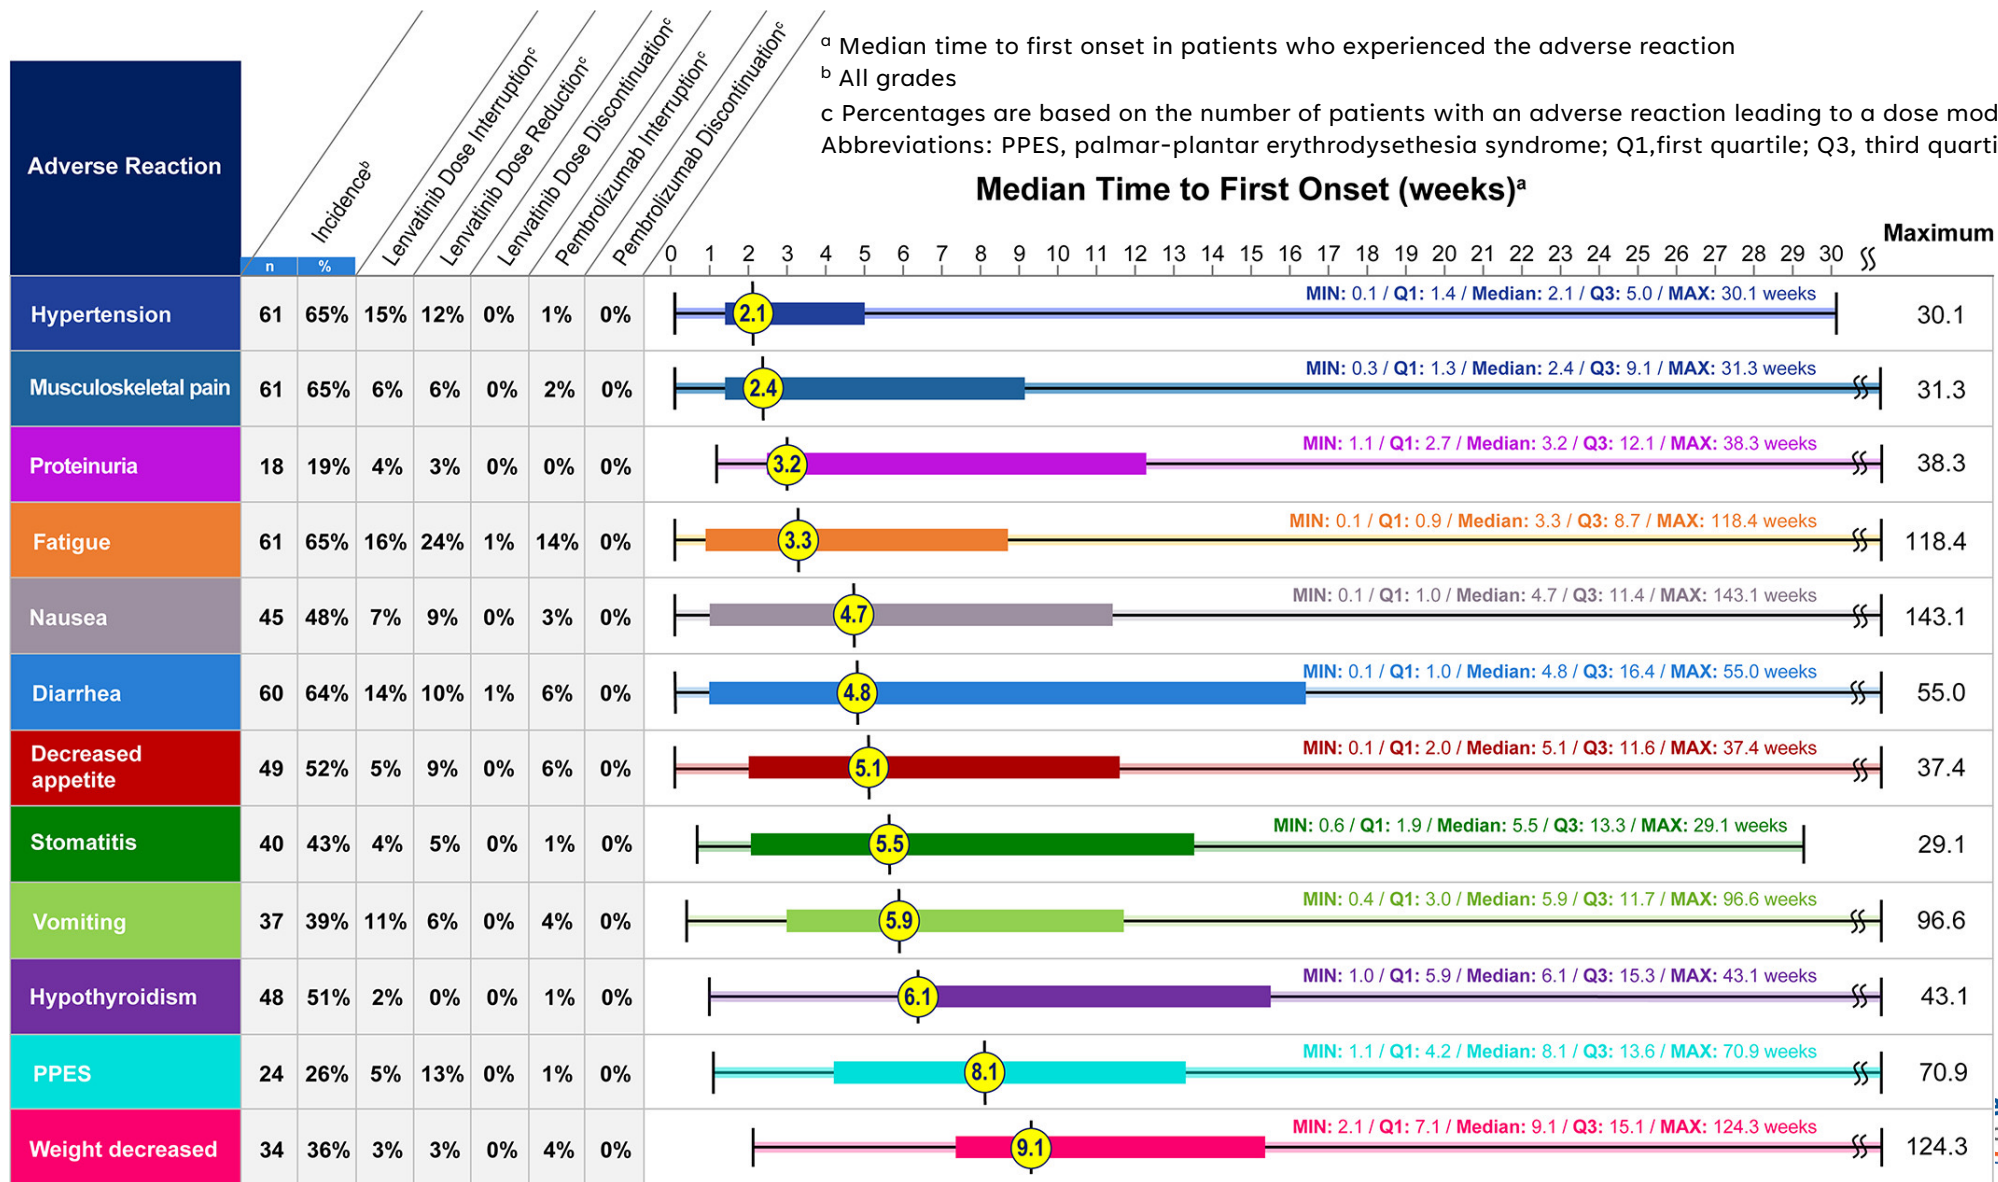 a Median time to first onset in patients who experienced the adverse reaction
b All grades
c Percentages are based on the number of patients with an adverse reaction leading to a dose mod
Abbreviations: PPES, palmar-plantar erythrodysethesia syndrome; Q1,first quartile; Q3, third quarti
Median Time to First Onset (weeks)a
Adverse Reaction
Incidenceb
Lenvatinib Dose Interruptionc
Lenvatinib Dose Reductionc
Lenvatinib Dose Discontinuationc
Pembrolizumab Interruptionc
Pembrolizumab Discontinuationc
n %
0 1 2 3 4 5 6 7 8 9 10 11 12 13 14 15 16 17 18 19 20 21 22 23 24 25 26 27 28 29 30
Maximum
Hypertension 61 65% 15% 12% 0% 1% 0%
2.1
MIN: 0.1 / Q1: 1.4 / Median: 2.1 / Q3: 5.0 / MAX: 30.1 weeks
30.1
Musculoskeletal pain 61 65% 6% 6% 0% 2% 0%
2.4
MIN: 0.3 / Q1: 1.3 / Median: 2.4 / Q3: 9.1 / MAX: 31.3 weeks
31.3
Proteinuria 18 19% 4% 3% 0% 0% 0%
3.2
MIN: 1.1 / Q1: 2.7 / Median: 3.2 / Q3: 12.1 / MAX: 38.3 weeks
38.3
Fatigue 61 65% 16% 24% 1% 14% 0%
3.3
MIN: 0.1 / Q1: 0.9 / Median: 3.3 / Q3: 8.7 / MAX: 118.4 weeks
118.4
Nausea 45 48% 7% 9% 0% 3% 0%
4.7
MIN: 0.1 / Q1: 1.0 / Median: 4.7 / Q3: 11.4 / MAX: 143.1 weeks
143.1
Diarrhea 60 64% 14% 10% 1% 6% 0%
4.8
MIN: 0.1 / Q1: 1.0 / Median: 4.8 / Q3: 16.4 / MAX: 55.0 weeks
55.0
Decreased
appetite
49 52% 5% 9% 0% 6% 0%
5.1
MIN: 0.1 / Q1: 2.0 / Median: 5.1 / Q3: 11.6 / MAX: 37.4 weeks
37.4
Stomatitis 40 43% 4% 5% 0% 1% 0%
5.5
MIN: 0.6 / Q1: 1.9 / Median: 5.5 / Q3: 13.3 / MAX: 29.1 weeks
29.1
Vomiting 37 39% 11% 6% 0% 4% 0%
5.9
MIN: 0.4 / Q1: 3.0 / Median: 5.9 / Q3: 11.7 / MAX: 96.6 weeks
96.6
Hypothyroidism 48 51% 2% 0% 0% 1% 0%
6.1
MIN: 1.0 / Q1: 5.9 / Median: 6.1 / Q3: 15.3 / MAX: 43.1 weeks
43.1
PPES 24 26% 5% 13% 0% 1% 0%
8.1
MIN: 1.1 / Q1: 4.2 / Median: 8.1 / Q3: 13.6 / MAX: 70.9 weeks
70.9
Weight decreased 34 36% 3% 3% 0% 4% 0%
9.1
MIN: 2.1 / Q1: 7.1 / Median: 9.1 / Q3: 15.1 / MAX: 124.3 weeks
124.3